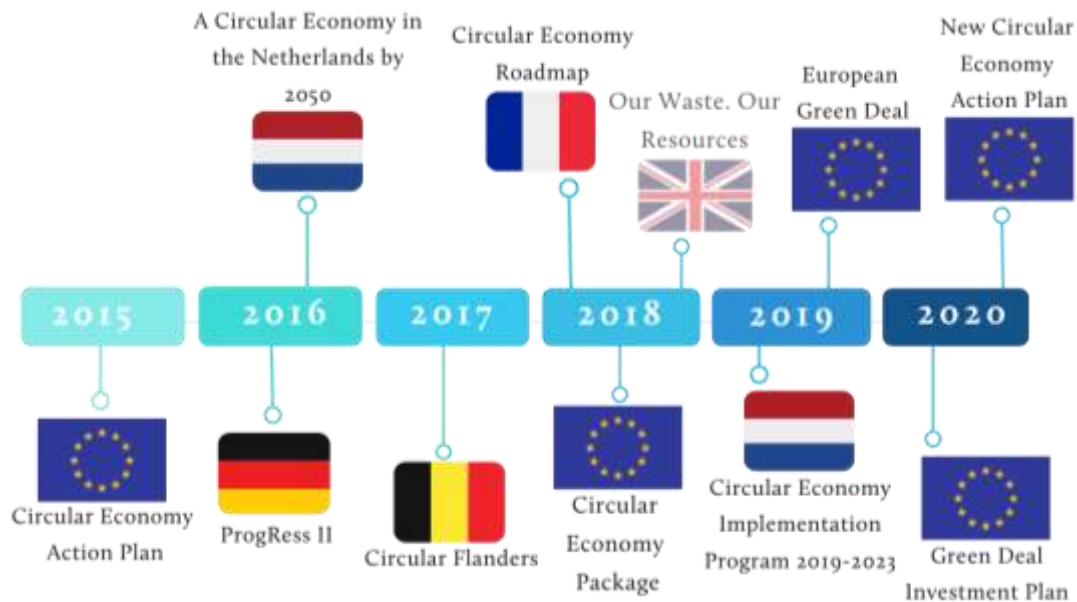 A Circular Economy in
the Netherlands by
2050
Circular Economy
Roadmap
Our Waste. Our
Resources
European
Green Deal
New Circular
Economy
Action Plan
2015
2016
2017
2018
2019
2020
Circular Economy
Action Plan
ProgRess II
Circular Flanders
Circular
Economy
Package
Circular Economy
Implementation
Program 2019-2023
Green Deal
Investment Plan